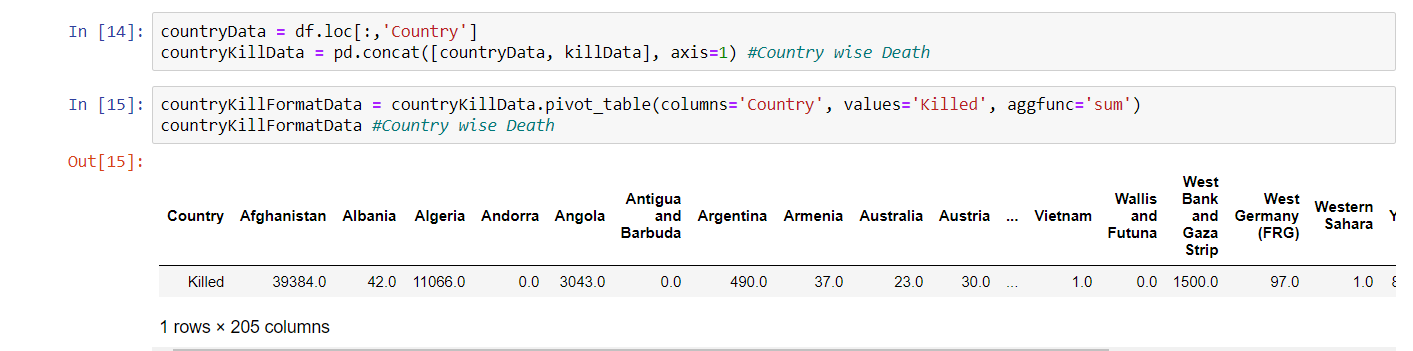 In [14]: countryData = df.loc[:,'Country']
countryKillData = pd.concat([countryData, killData], axis=1) #Country wise Death
In [15]: countryKillFormatData = countryKillData.pivot_table(columns='Country', values='Killed', aggfunc='sum')
countryKillFormatData #Country wise Death
Out[15]:
Country Afghanistan Albania Algeria Andorra Angola Antigua and Barbuda Argentina Armenia Australia Austria ... Vietnam Wallis and Futuna West Bank and Gaza Strip West Germany (FRG) Western Sahara Y
Killed 39384.0 42.0 11066.0 0.0 3043.0 0.0 490.0 37.0 23.0 30.0 ... 1.0 0.0 1500.0 97.0 1.0
1 rows × 205 columns